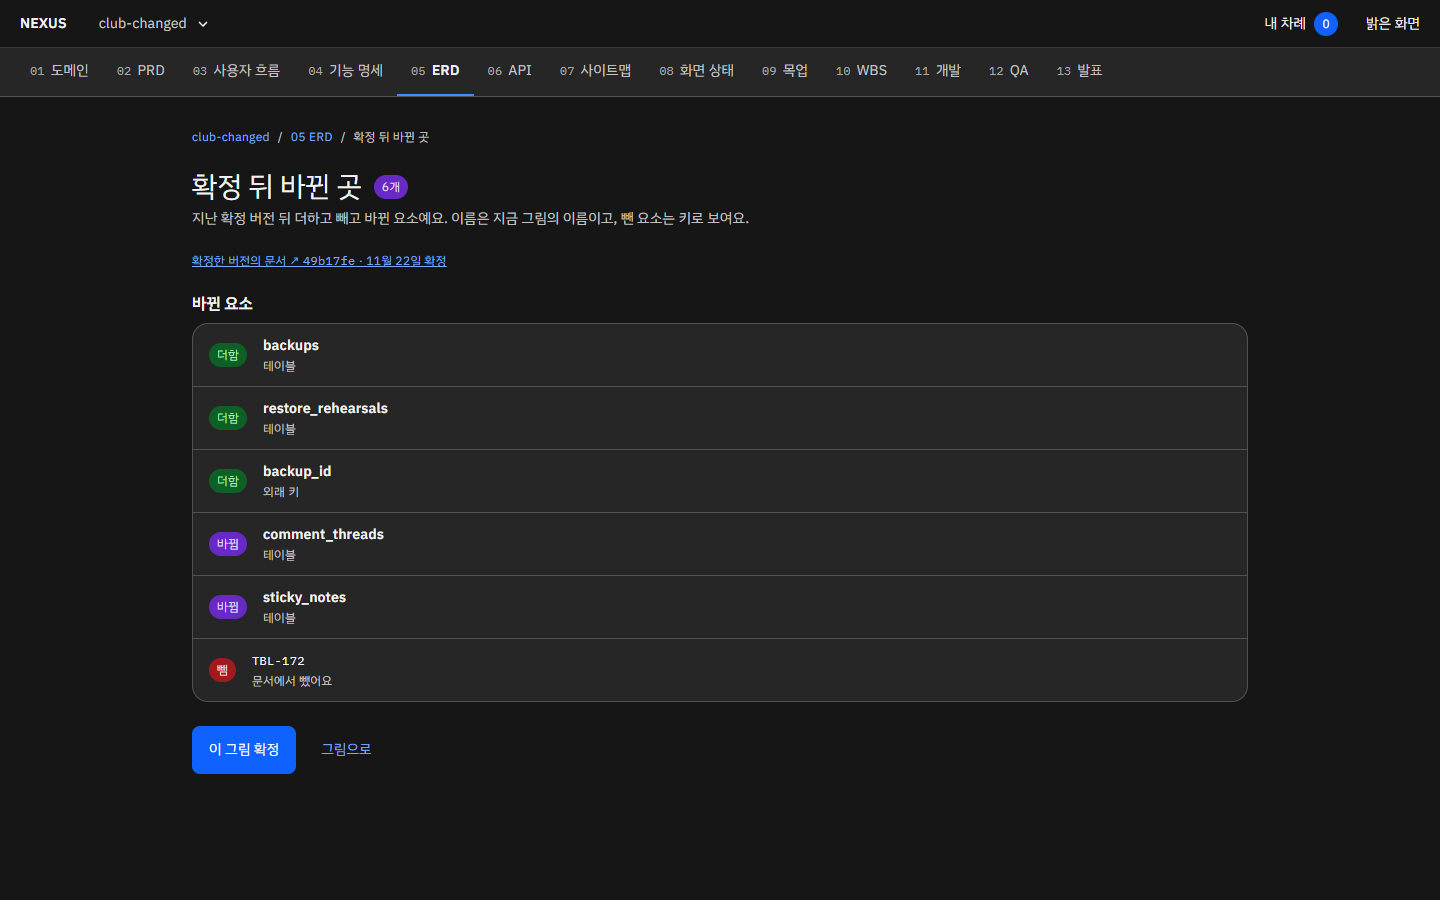 NEXUS club-changed 내 차례 0 밝은 화면
01 도메인 02 PRD 03 사용자 흐름 04 기능 명세 05 ERD 06 API 07 사이트맵 08 화면 상태 09 목업 10 WBS 11 개발 12 QA 13 발표
club-changed / 05 ERD / 확정 뒤 바뀐 곳
확정 뒤 바뀐 곳 6개
지난 확정 버전 뒤 더하고 빼고 바뀐 요소예요. 이름은 지금 그림의 이름이고, 뺀 요소는 키로 보여요.
확정한 버전의 문서 ↗ 49b17fe · 11월 22일 확정
바뀐 요소
더함 backups
테이블
더함 restore_rehearsals
테이블
더함 backup_id
외래 키
바뀜 comment_threads
테이블
바뀜 sticky_notes
테이블
뺌 TBL-172
문서에서 뺐어요
이 그림 확정 그림으로